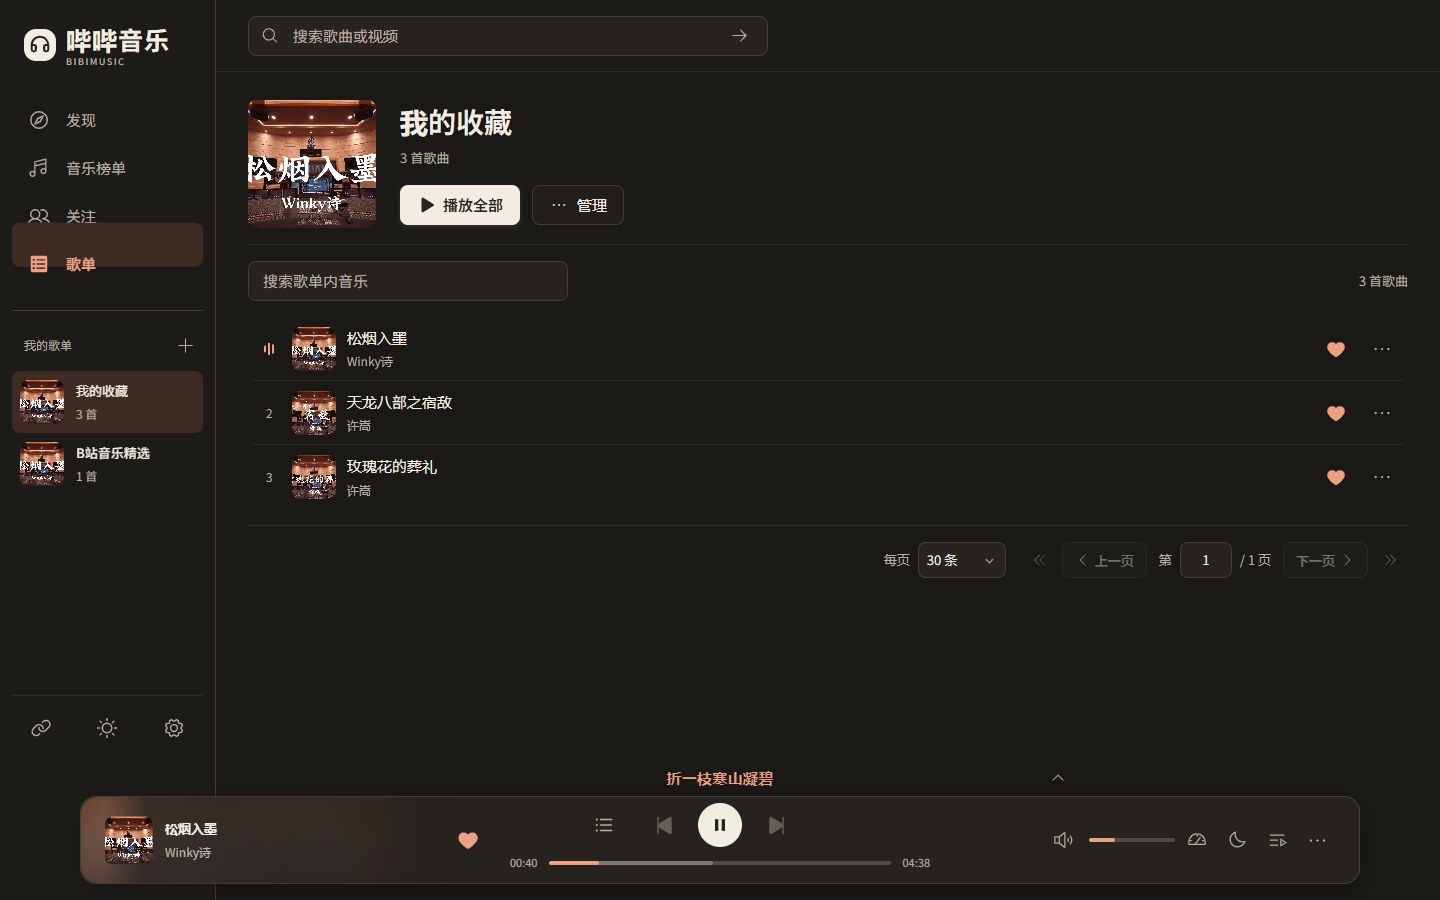 哔哔音乐
BIBIMUSIC
发现
音乐榜单
关注
歌单
我的歌单
我的收藏
3 首
B站音乐精选
1 首
搜索歌曲或视频
松烟入墨
Winky诗
我的收藏
3 首歌曲
播放全部
管理
搜索歌单内音乐
3 首歌曲
松烟入墨
Winky诗
2
天龙八部之宿敌
许嵩
3
玫瑰花的葬礼
许嵩
每页
30 条
上一页
第
1
/ 1 页
下一页
折一枝寒山凝碧
松烟入墨
Winky诗
00:40
04:38